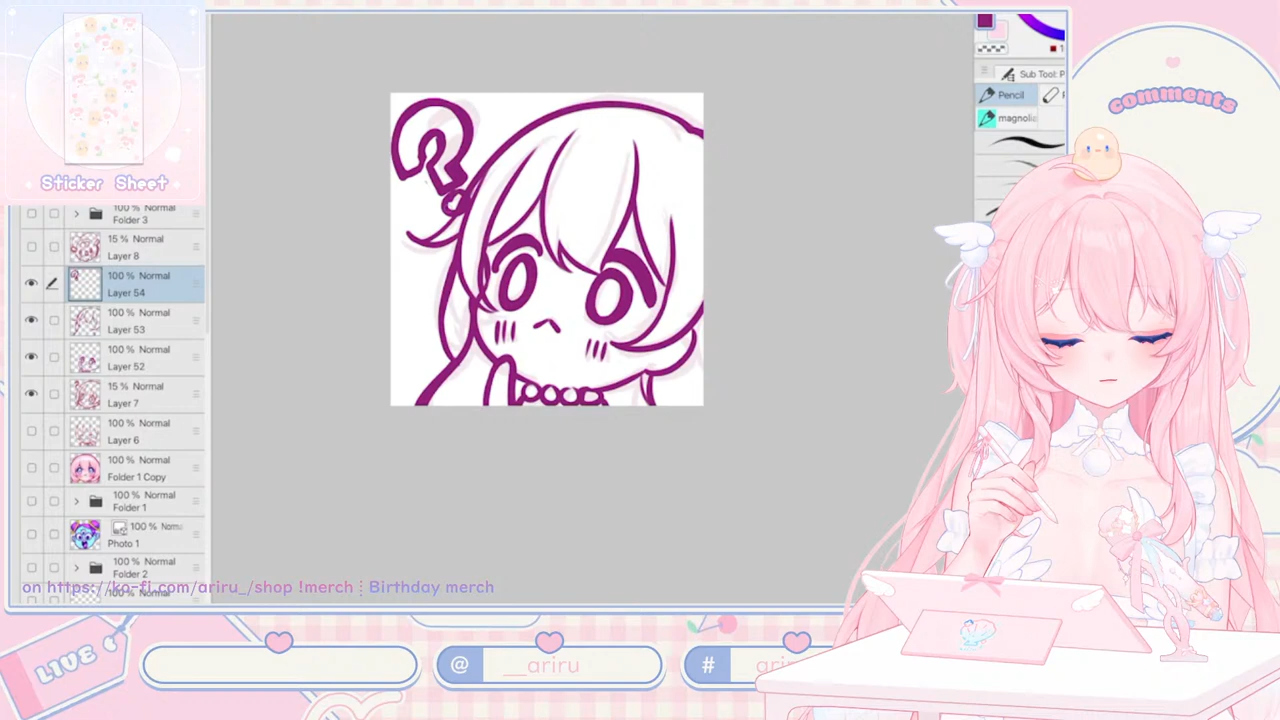 Sticker Sheet
100 % Normal
Folder 3
15 % Normal
Layer 8
100 % Normal
Layer 54
100 % Normal
Layer 53
100 % Normal
Layer 52
15 % Normal
Layer 7
100 % Normal
Layer 6
100 % Normal
Folder 1 Copy
100 % Normal
Folder 1
100 % Norma
Photo 1
100 % Normal
Folder 2
on https://ko-fi.com/ariru_/shop !merch ⋮ Birthday merch
?
Sub Tool: P
Pencil
magnolia
comments
LIVE
@ __ariru
#